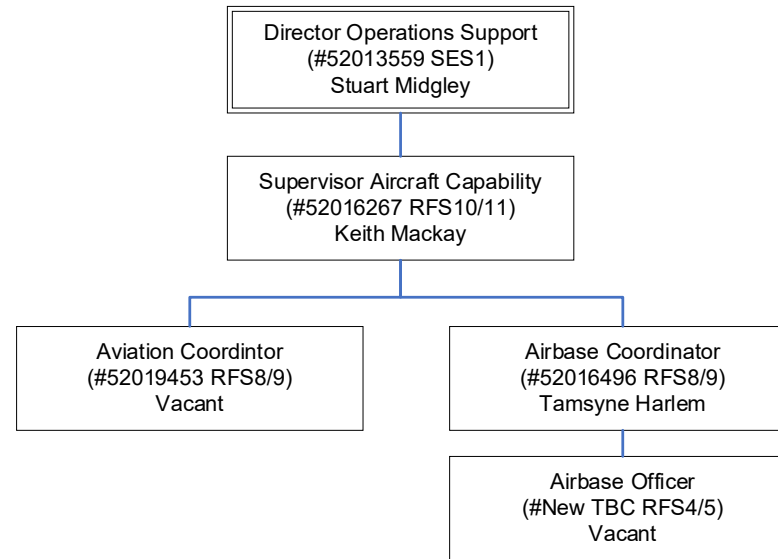 Director Operations Support
(#52013559 SES1)
Stuart Midgley
Supervisor Aircraft Capability
(#52016267 RFS10/11)
Keith Mackay
Aviation Coordintor
(#52019453 RFS8/9)
Vacant
Airbase Coordinator
(#52016496 RFS8/9)
Tamsyne Harlem
Airbase Officer
(#New TBC RFS4/5)
Vacant